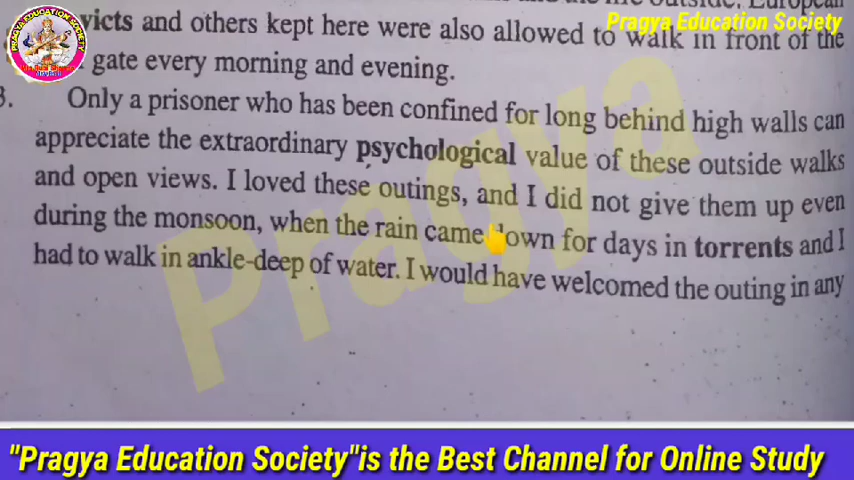 European
Pragya Education Society
victs and others kept here were also allowed to walk in front of the
gate every morning and evening.
3. Only a prisoner who has been confined for long behind high walls can
appreciate the extraordinary psychological value of these outside walks
and open views. I loved these outings, and I did not give them up even
during the monsoon, when the rain came down for days in torrents and I
had to walk in ankle-deep of water. I would have welcomed the outing in any
Pragya
"Pragya Education Society"is the Best Channel for Online Study